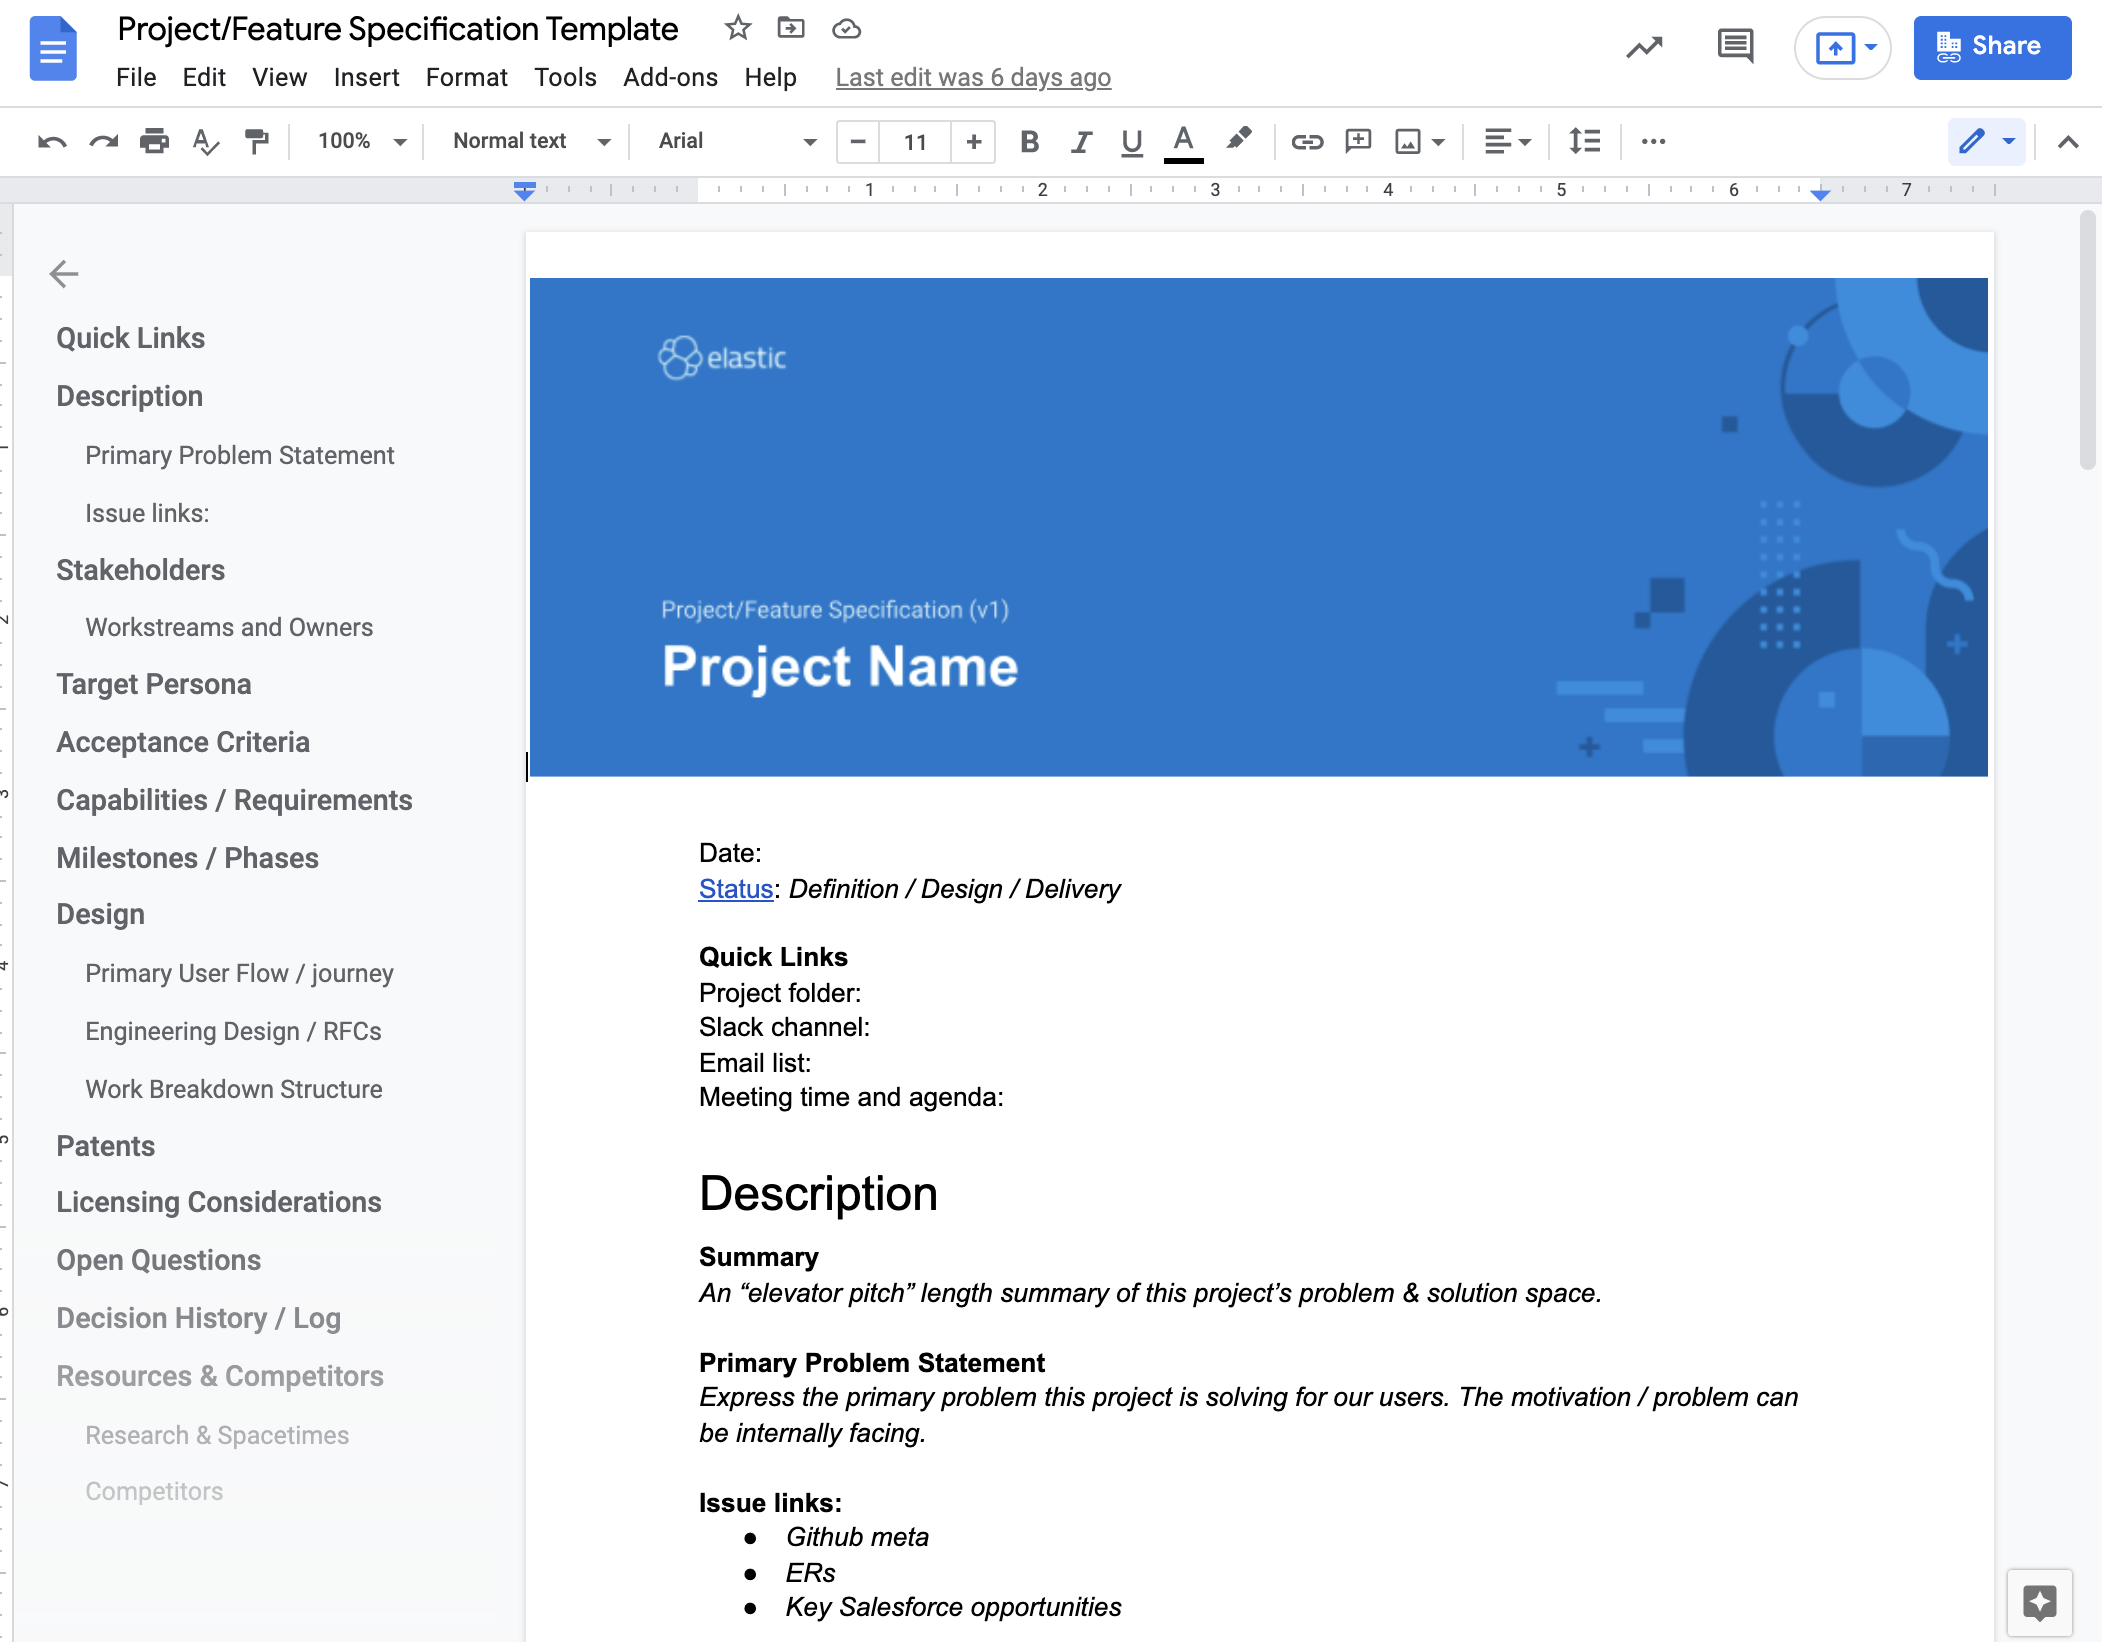 Project/Feature Specification Template
File Edit View Insert Format Tools Add-ons Help Last edit was 6 days ago
Share
100% Normal text Arial 11 B I U A
1 2 3 4 5 6 7
Quick Links
Description
Primary Problem Statement
Issue links:
Stakeholders
Workstreams and Owners
Target Persona
Acceptance Criteria
Capabilities / Requirements
Milestones / Phases
Design
Primary User Flow / journey
Engineering Design / RFCs
Work Breakdown Structure
Patents
Licensing Considerations
Open Questions
Decision History / Log
Resources & Competitors
Research & Spacetimes
Competitors
elastic
Project/Feature Specification (v1)
Project Name
Date:
Status: Definition / Design / Delivery
Quick Links
Project folder:
Slack channel:
Email list:
Meeting time and agenda:
Description
Summary
An “elevator pitch” length summary of this project’s problem & solution space.
Primary Problem Statement
Express the primary problem this project is solving for our users. The motivation / problem can
be internally facing.
Issue links:
● Github meta
● ERs
● Key Salesforce opportunities